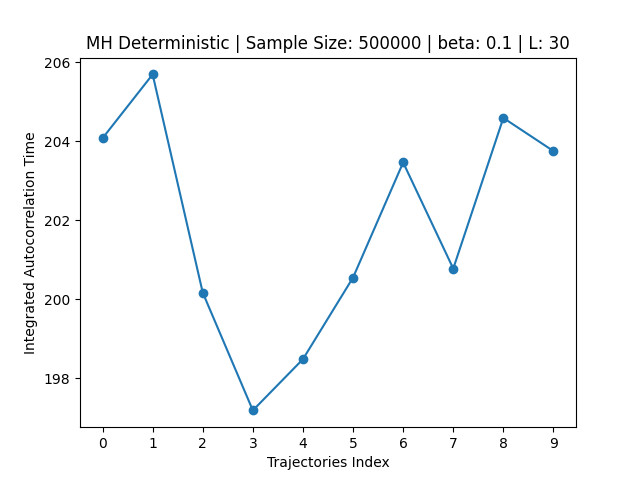 MH Deterministic | Sample Size: 500000 | beta: 0.1 | L: 30
206
204
202
200
198
Integrated Autocorrelation Time
0 1 2 3 4 5 6 7 8 9
Trajectories Index